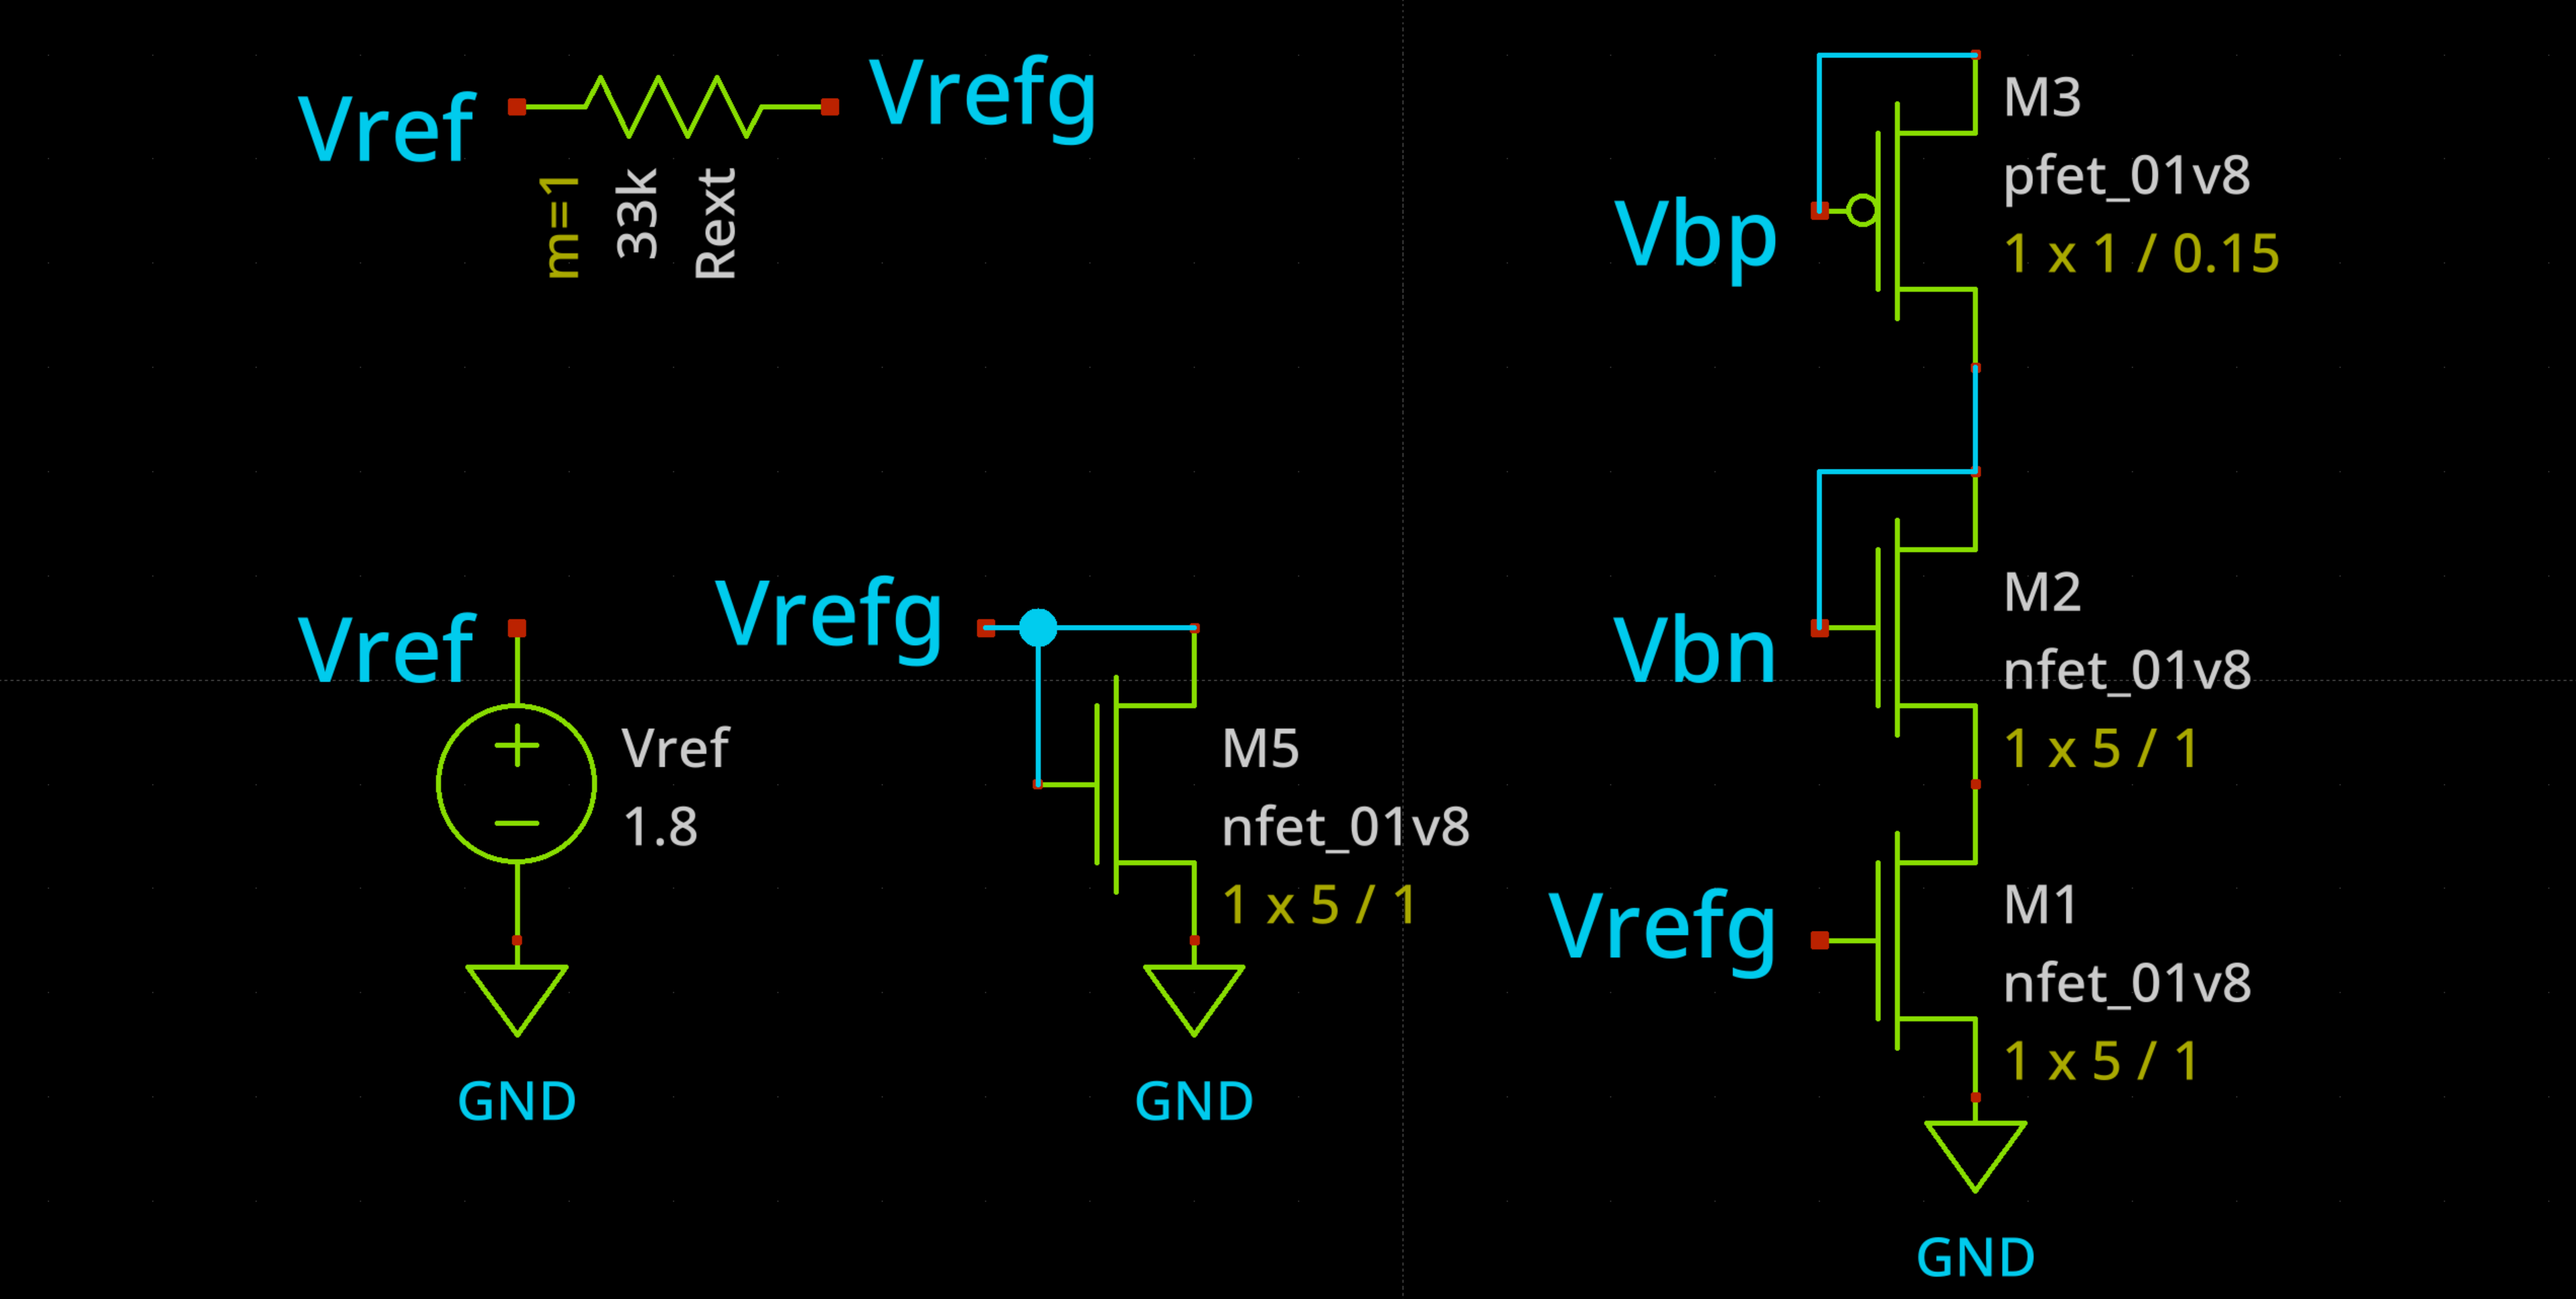 Vref
Vrefg
m=1
33k
Rext
Vref
Vref
1.8
GND
Vrefg
M5
nfet_01v8
1 x 5 / 1
GND
Vbp
M3
pfet_01v8
1 x 1 / 0.15
Vbn
M2
nfet_01v8
1 x 5 / 1
Vrefg
M1
nfet_01v8
1 x 5 / 1
GND